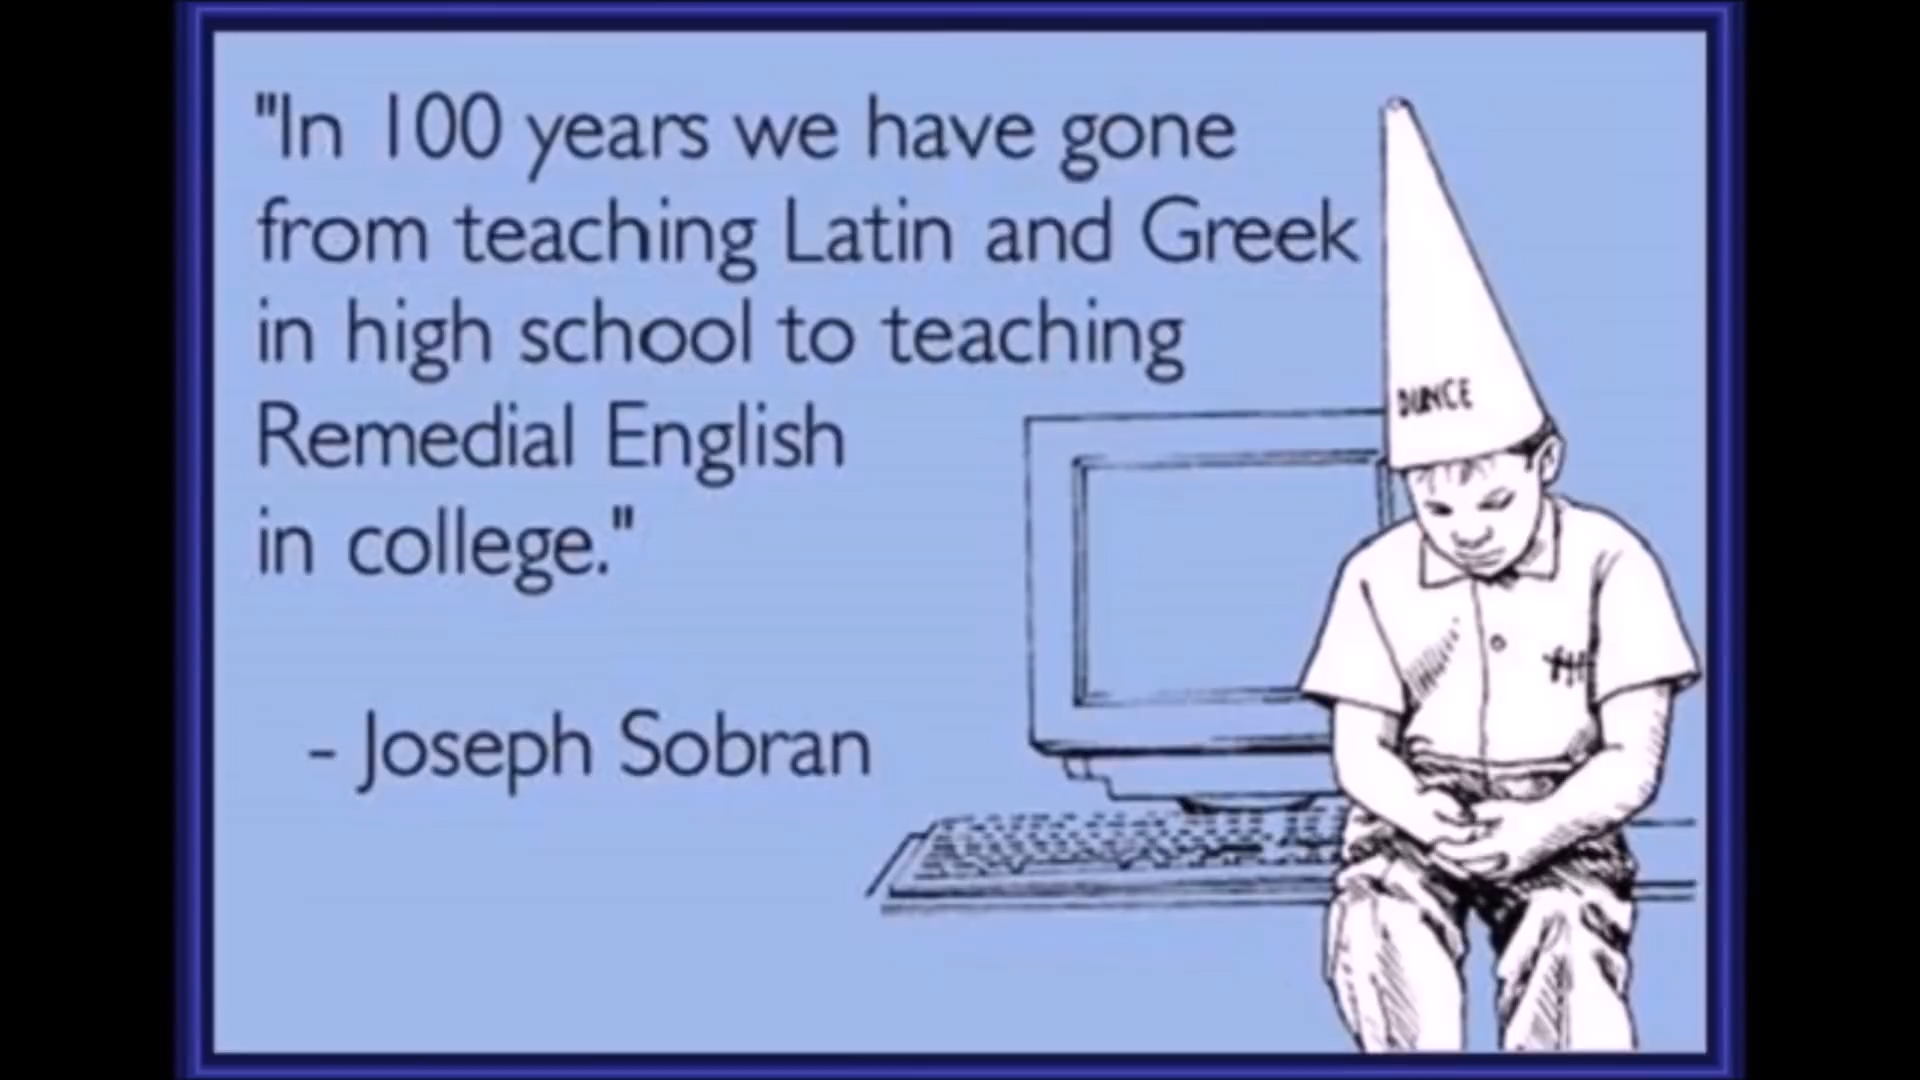 "In 100 years we have gone
from teaching Latin and Greek
in high school to teaching
Remedial English
in college."
- Joseph Sobran
DUNCE